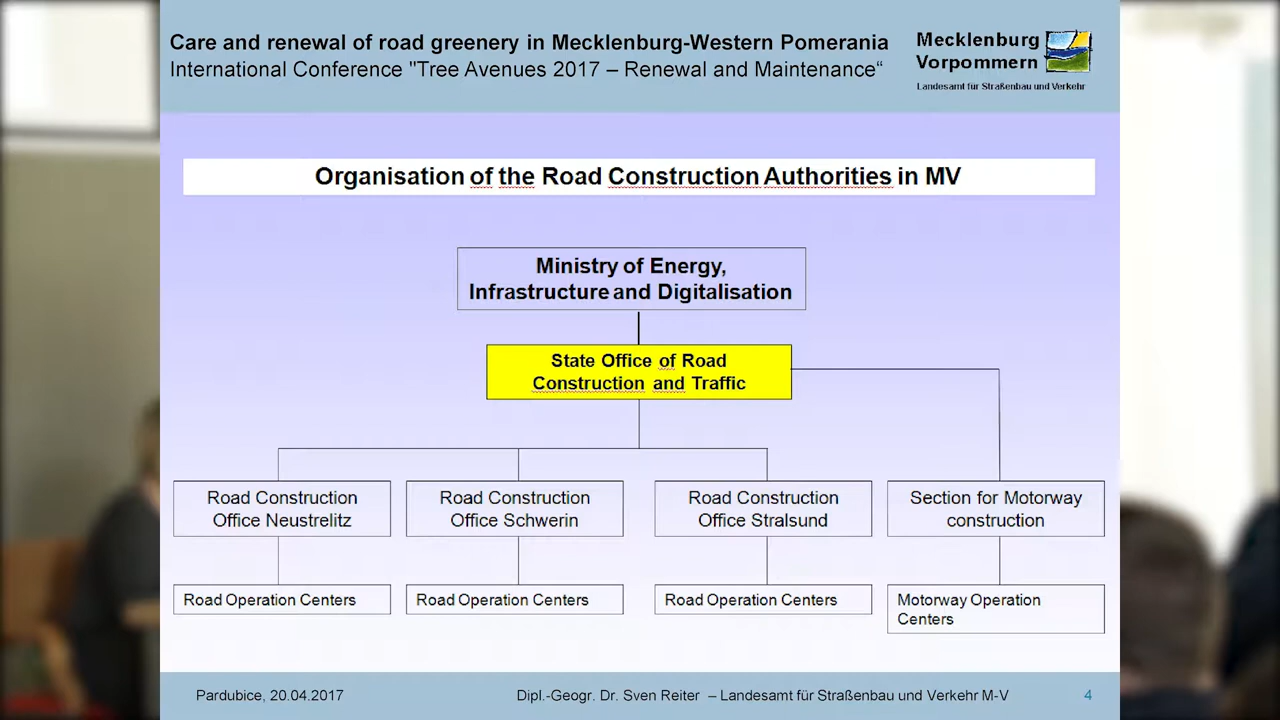 Care and renewal of road greenery in Mecklenburg-Western Pomerania
International Conference "Tree Avenues 2017 – Renewal and Maintenance“
Mecklenburg
Vorpommern
Landesamt für Straßenbau und Verkehr
Organisation of the Road Construction Authorities in MV
Ministry of Energy,
Infrastructure and Digitalisation
State Office of Road
Construction and Traffic
Road Construction
Office Neustrelitz
Road Construction
Office Schwerin
Road Construction
Office Stralsund
Section for Motorway
construction
Road Operation Centers
Road Operation Centers
Road Operation Centers
Motorway Operation
Centers
Pardubice, 20.04.2017
Dipl.-Geogr. Dr. Sven Reiter – Landesamt für Straßenbau und Verkehr M-V
4